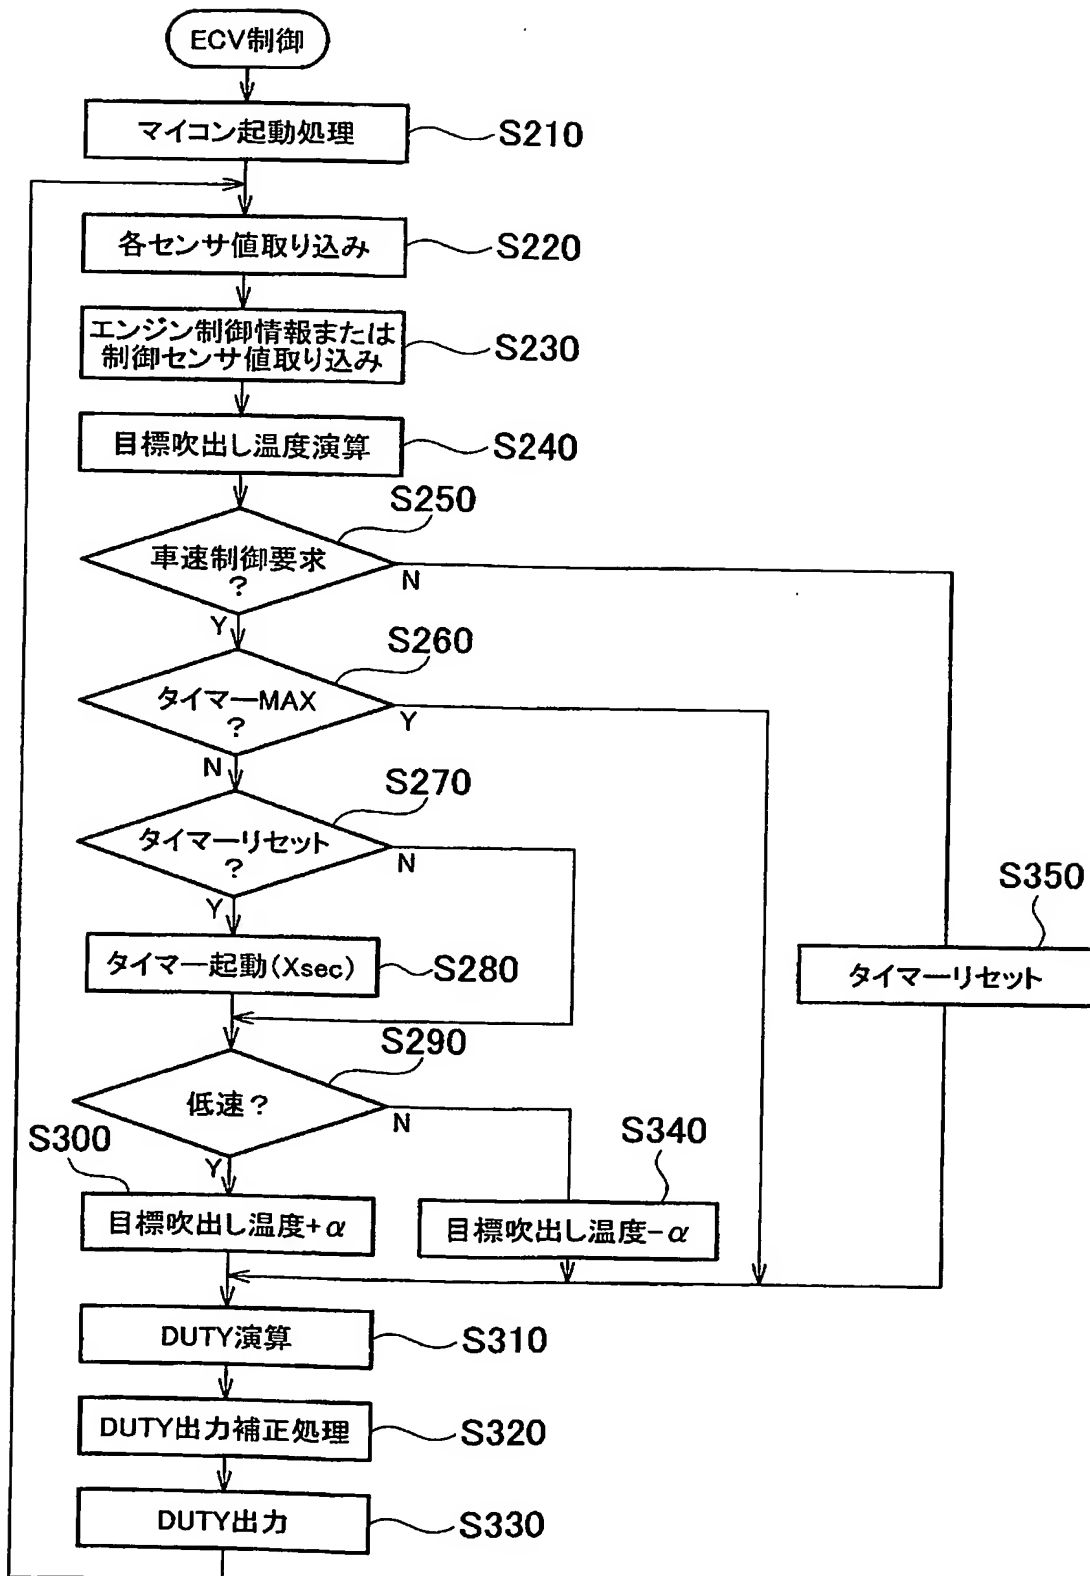 ECV制御
マイコン起動処理
S210
各センサ値取り込み
S220
エンジン制御情報または
制御センサ値取り込み
S230
目標吹出し温度演算
S240
S250
車速制御要求
?
N
Y
S260
タイマーMAX
?
Y
N
S270
タイマーリセット
?
N
Y
S350
タイマーリセット
タイマー起動(Xsec)
S280
S290
低速?
N
Y
S300
目標吹出し温度+α
S340
目標吹出し温度-α
DUTY演算
S310
DUTY出力補正処理
S320
DUTY出力
S330